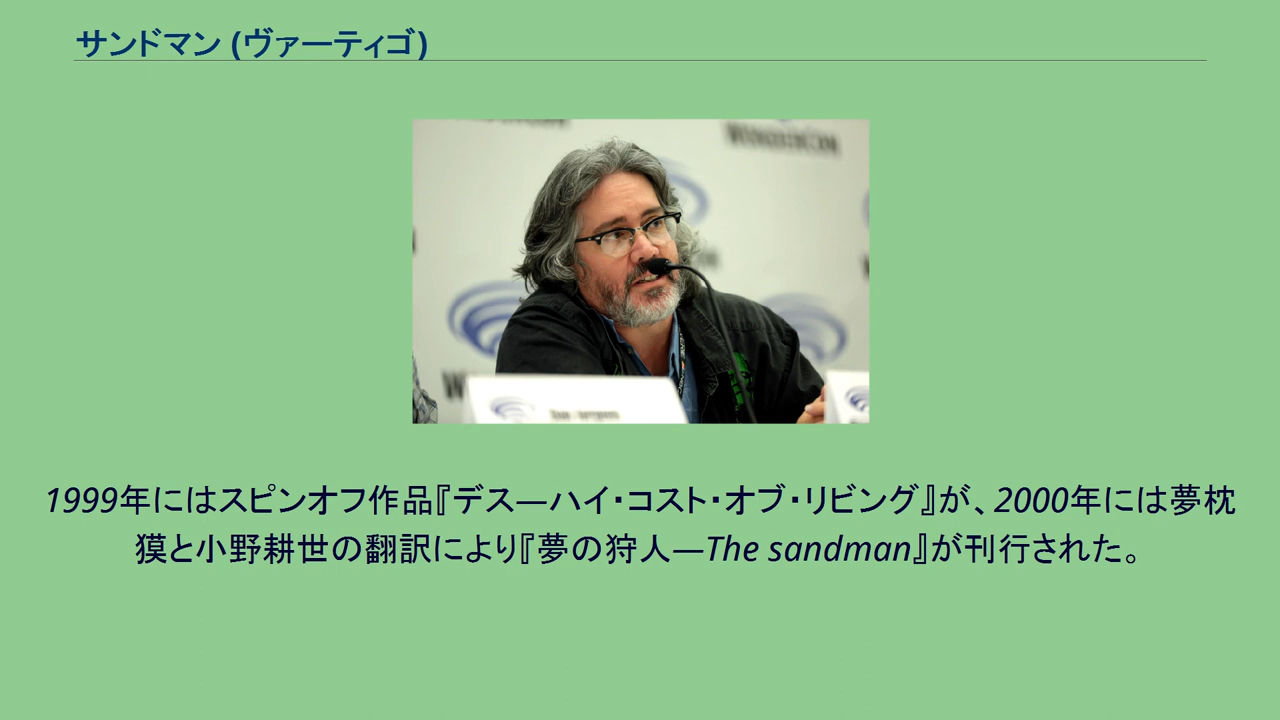 サンドマン (ヴァーティゴ)
WONDERCON
1999年にはスピンオフ作品『デス—ハイ・コスト・オブ・リビング』が、2000年には夢枕
獏と小野耕世の翻訳により『夢の狩人—The sandman』が刊行された。